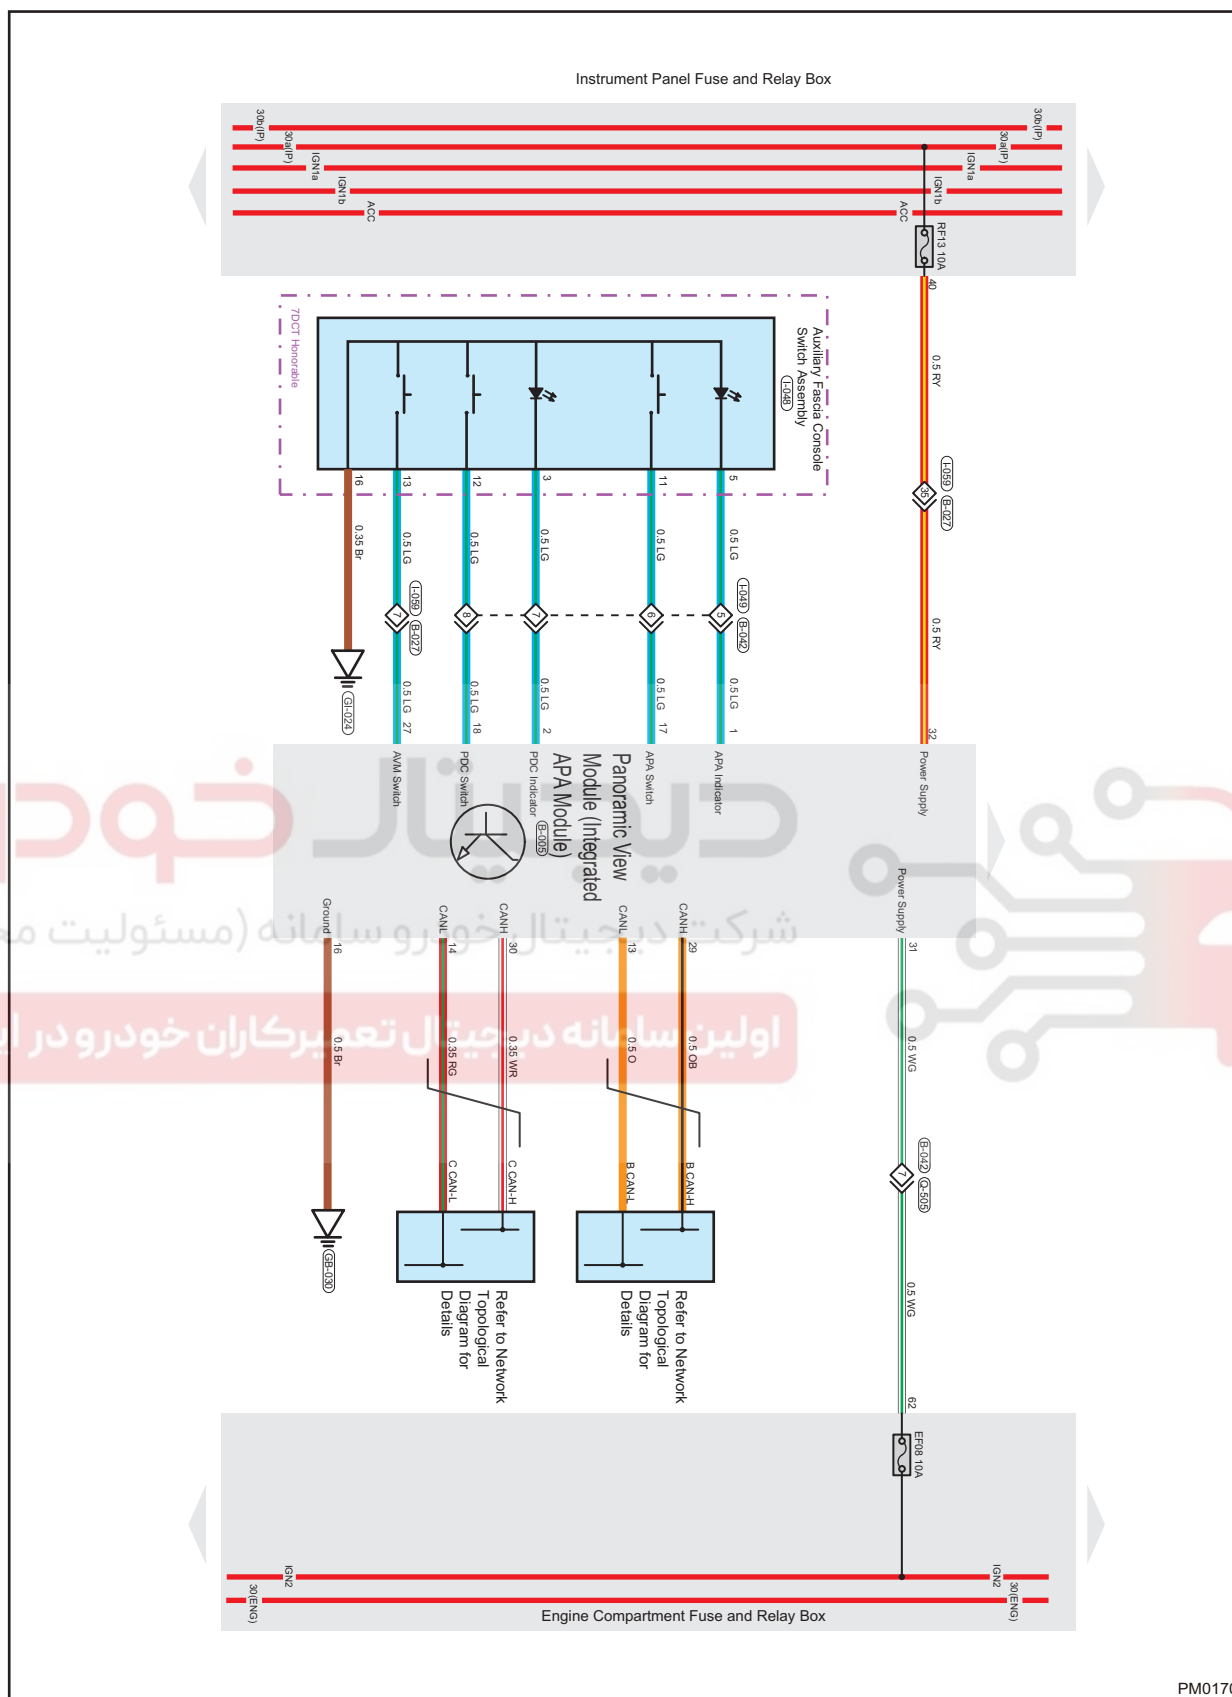 Instrument Panel Fuse and Relay Box
30b(IP)
30a(IP)
IGN1a
IGN1b
ACC
30b(IP)
30a(IP)
IGN1a
IGN1b
ACC
RF13 10A
40
0.5 RY
I-059
B-027
35
0.5 RY
32
Power Supply
7DCT Honorable
Auxiliary Fascia Console
Switch Assembly
I-048
16
13
12
3
11
5
0.35 Br
0.5 LG
0.5 LG
0.5 LG
0.5 LG
0.5 LG
I-059
B-027
I-049
B-042
7
8
7
6
5
GI-024
0.5 LG
0.5 LG
0.5 LG
0.5 LG
0.5 LG
27
18
2
17
1
AVM Switch
PDC Switch
PDC Indicator
APA Switch
APA Indicator
Panoramic View
Module (Integrated
APA Module)
B-005
دیجیتال خودر
شرکت دیجیتال خودرو سامانه (مسئولیت م
اولین سامانه دیجیتال تعمیرکاران خودرو در ای
Ground
CANL
CANH
CANL
CANH
Power Supply
16
14
30
13
29
31
0.5 Br
0.35 RG
0.35 WR
0.5 O
0.5 OB
0.5 WG
C CAN-L
C CAN-H
B CAN-L
B CAN-H
B-042
Q-505
7
0.5 WG
62
GB-030
Refer to Network
Topological
Diagram for
Details
Refer to Network
Topological
Diagram for
Details
EF08 10A
IGN2
30(ENG)
IGN2
30(ENG)
Engine Compartment Fuse and Relay Box
PM0170